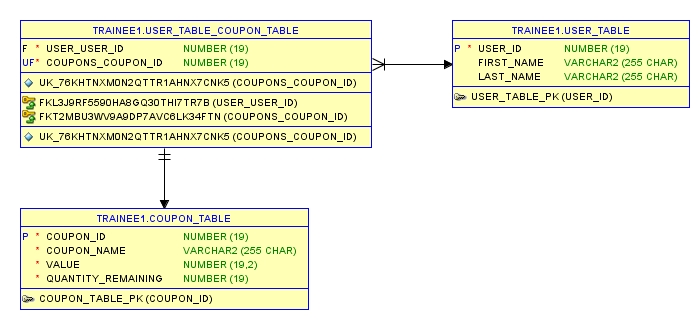 TRAINEE1.USER_TABLE_COUPON_TABLE
F * USER_USER_ID NUMBER (19)
UF* COUPONS_COUPON_ID NUMBER (19)
UK_76KHTNXM0N2QTTR1AHNX7CNK5 (COUPONS_COUPON_ID)
FKL3J9RF559OHA8GQ30THI7TR7B (USER_USER_ID)
FKT2MBU3WV9A9DP7AVC6LK34FTN (COUPONS_COUPON_ID)
UK_76KHTNXM0N2QTTR1AHNX7CNK5 (COUPONS_COUPON_ID)
TRAINEE1.USER_TABLE
P * USER_ID NUMBER (19)
FIRST_NAME VARCHAR2 (255 CHAR)
LAST_NAME VARCHAR2 (255 CHAR)
USER_TABLE_PK (USER_ID)
TRAINEE1.COUPON_TABLE
P * COUPON_ID NUMBER (19)
* COUPON_NAME VARCHAR2 (255 CHAR)
* VALUE NUMBER (19,2)
* QUANTITY_REMAINING NUMBER (19)
COUPON_TABLE_PK (COUPON_ID)